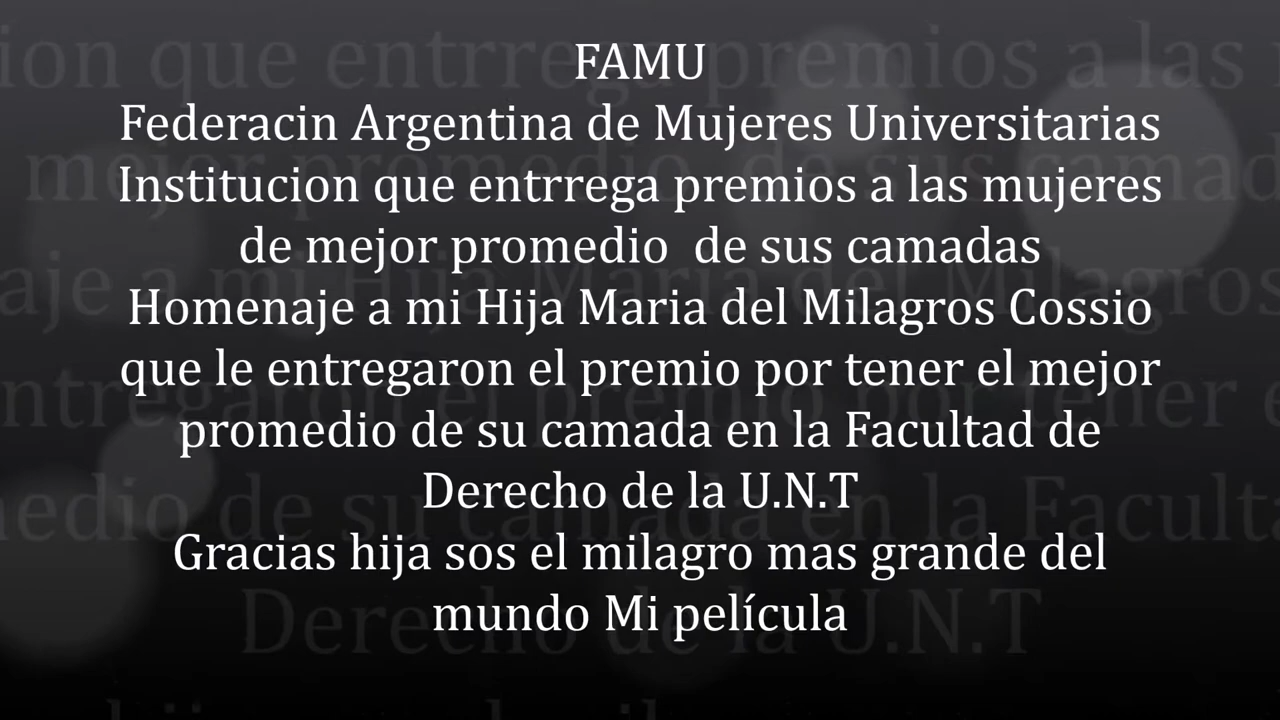 FAMU
Federacin Argentina de Mujeres Universitarias
Institucion que entrrega premios a las mujeres
de mejor promedio  de sus camadas
Homenaje a mi Hija Maria del Milagros Cossio
que le entregaron el premio por tener el mejor
promedio de su camada en la Facultad de
Derecho de la U.N.T
Gracias hija sos el milagro mas grande del
mundo Mi película